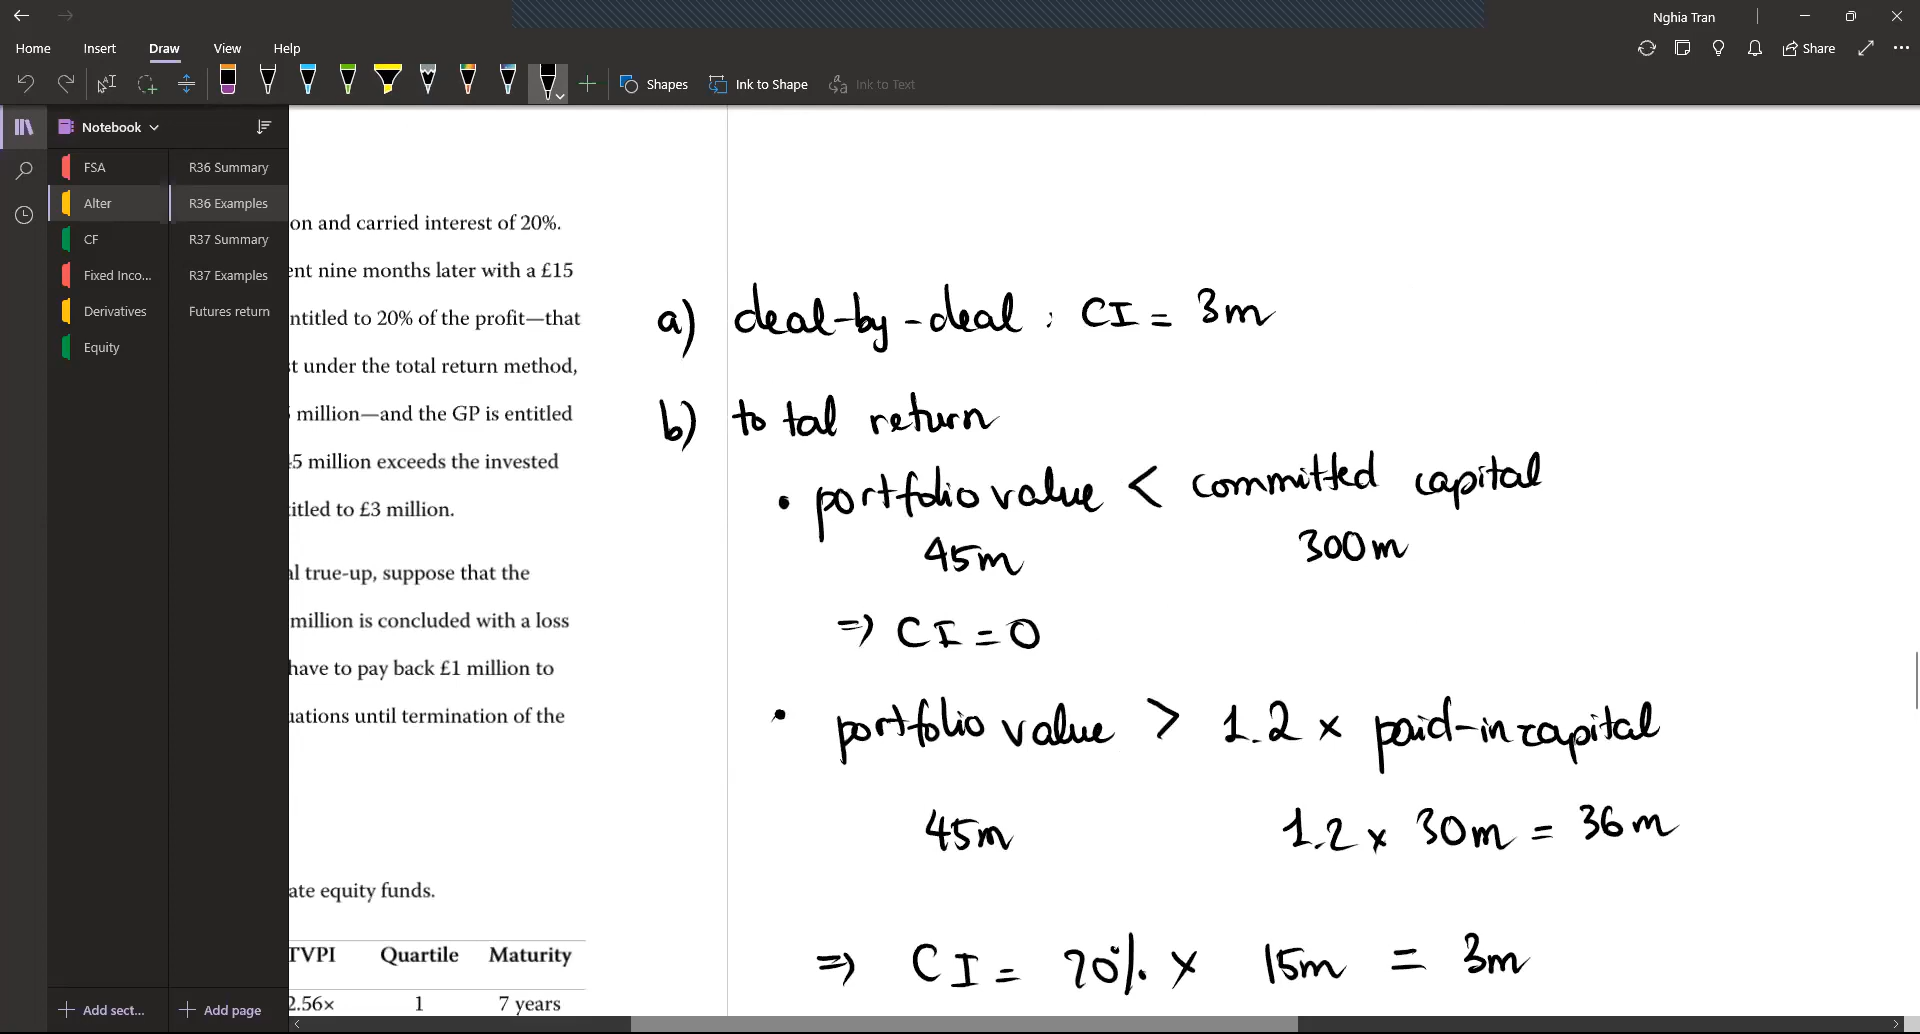 Nghia Tran
Home Insert Draw View Help
Share
Shapes Ink to Shape Ink to Text
Notebook
FSA
Alter
CF
Fixed Inco...
Derivatives
Equity
Add sect...
R36 Summary
R36 Examples
R37 Summary
R37 Examples
Futures return
Add page
on and carried interest of 20%.
ent nine months later with a £15
ntitled to 20% of the profit—that
st under the total return method,
million—and the GP is entitled
45 million exceeds the invested
titled to £3 million.
al true-up, suppose that the
million is concluded with a loss
have to pay back £1 million to
uations until termination of the
ate equity funds.
TVPI Quartile Maturity
2.56× 1 7 years
a) deal-by-deal : CI = 3m
b) total return
• portfolio value < committed capital
45m 300m
⇒ CI = 0
• portfolio value > 1.2 × paid-in-capital
45m 1.2 × 30m = 36m
⇒ CI = 20% × 15m = 3m